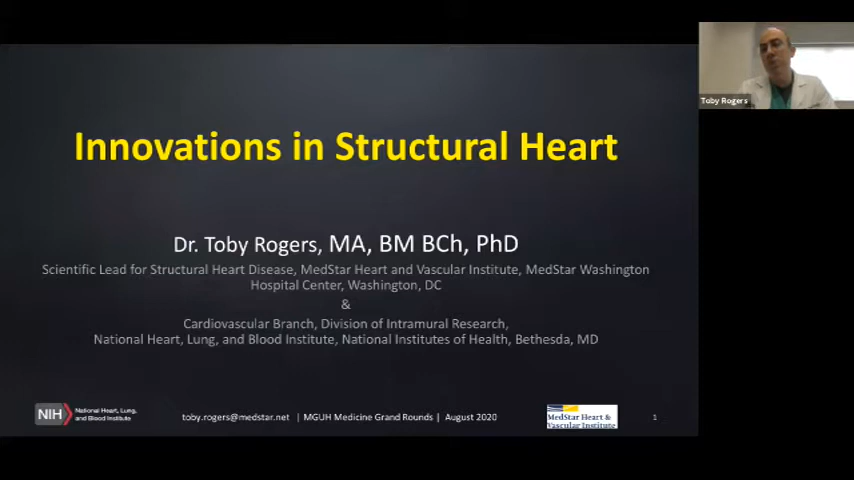 Innovations in Structural Heart
Toby Rogers
Dr. Toby Rogers, MA, BM BCh, PhD
Scientific Lead for Structural Heart Disease, MedStar Heart and Vascular Institute, MedStar Washington
Hospital Center, Washington, DC
&
Cardiovascular Branch, Division of Intramural Research,
National Heart, Lung, and Blood Institute, National Institutes of Health, Bethesda, MD
NIH
National Heart, Lung,
and Blood Institute
toby.rogers@medstar.net | MGUH Medicine Grand Rounds | August 2020
MedStar Heart &
Vascular Institute
1